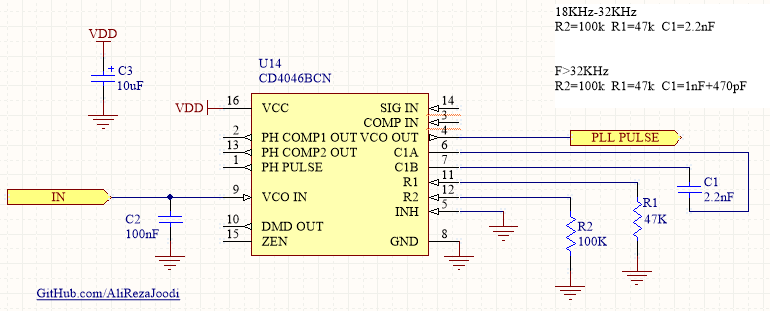 18KHz-32KHz
R2=100k R1=47k C1=2.2nF
F>32KHz
R2=100k R1=47k C1=1nF+470pF
VDD
C3
10uF
U14
CD4046BCN
VDD
16 VCC
SIG IN 14
COMP IN 3
2 PH COMP1 OUT VCO OUT 4
PLL PULSE
13 PH COMP2 OUT C1A 6
1 PH PULSE C1B 7
R1 11
IN
9 VCO IN R2 12
INH 5
10 DMD OUT
15 ZEN GND 8
C2
100nF
C1
2.2nF
R1
47K
R2
100K
GitHub.com/AliRezaJoodi